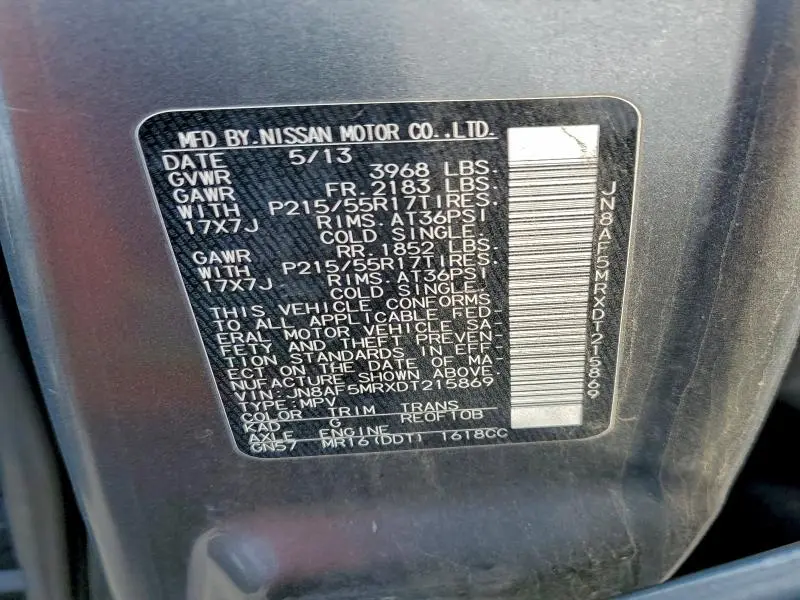 MFD BY NISSAN MOTOR CO.,LTD.
DATE 5/13
GVWR 3968 LBS.
GAWR FR. 2183 LBS.
WITH P215/55R17TIRES.
17X7J RIMS. AT36PSI
COLD SINGLE.
GAWR RR. 1852 LBS.
WITH P215/55R17TIRES.
17X7J RIMS. AT36PSI
COLD SINGLE.
THIS VEHICLE CONFORMS
TO ALL APPLICABLE FED-
ERAL MOTOR VEHICLE SA-
FETY AND THEFT PREVEN-
TION STANDARDS IN EFF-
ECT ON THE DATE OF MA-
NUFACTURE SHOWN ABOVE.
VIN: JN8AF5MRXDT215869
TYPE: MPV
COLOR TRIM TRANS
KAD G RE0F10B
AXLE ENGINE
GN57 MR16(DDT) 1618CC
JN8AF5MRXDT215869